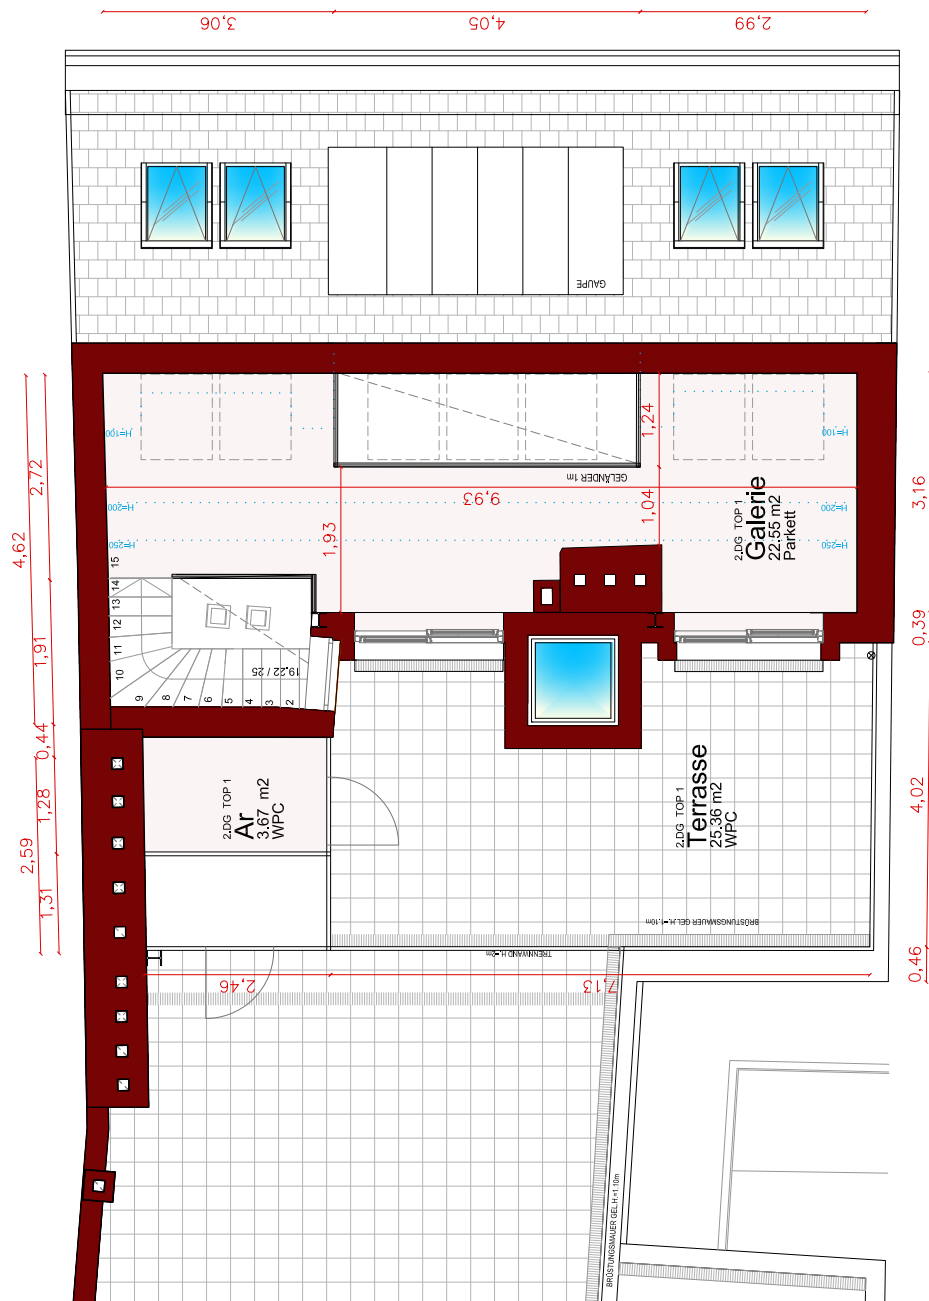 3,06
4,05
2,99
GAUPE
H=100
H=100
1,24
GELÄNDER 1m
9,93
1,04
1,93
H=200
H=200
H=250
H=250
2.DG TOP 1
Galerie
22.55 m2
Parkett
2,72
4,62
1,91
0,44
1,28
2,59
1,31
3,16
0,39
4,02
0,46
15
14
13
12
11
10
9
8
7
6
5
4
3
2
19,22 / 25
2.DG TOP 1
Ar
3.67 m2
WPC
2.DG TOP 1
Terrasse
25.36 m2
WPC
BRÜSTUNGSMAUER GEL.H.=1.10m
TRENNWAND H.=2m
2,46
7,13
BRÜSTUNGSMAUER GEL.H.=1.10m